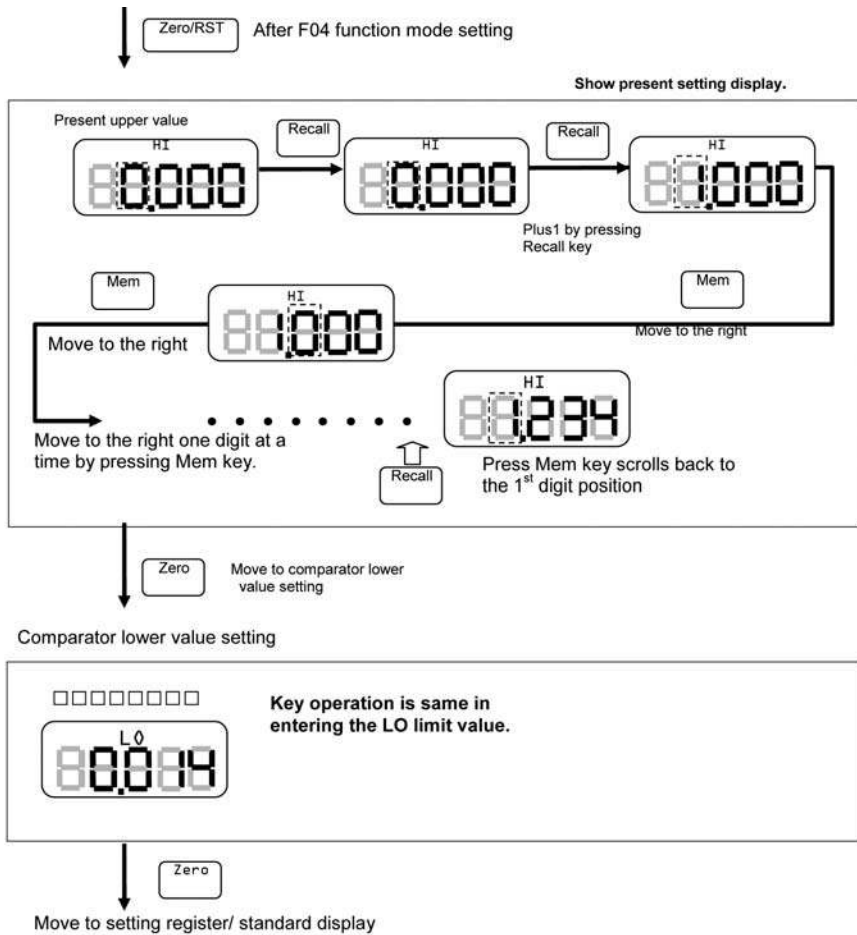 Zero/RST After F04 function mode setting
Show present setting display.
Present upper value
HI
0.000
Recall
HI
0.000
Recall
HI
1.000
Plus1 by pressing
Recall key
Mem
Move to the right
HI
1.000
Mem
Move to the right
Move to the right one digit at a
time by pressing Mem key.
Recall
HI
1.234
Press Mem key scrolls back to
the 1st digit position
Zero
Move to comparator lower
value setting
Comparator lower value setting
□□□□□□□□
LO
0.014
Key operation is same in
entering the LO limit value.
Zero
Move to setting register/ standard display